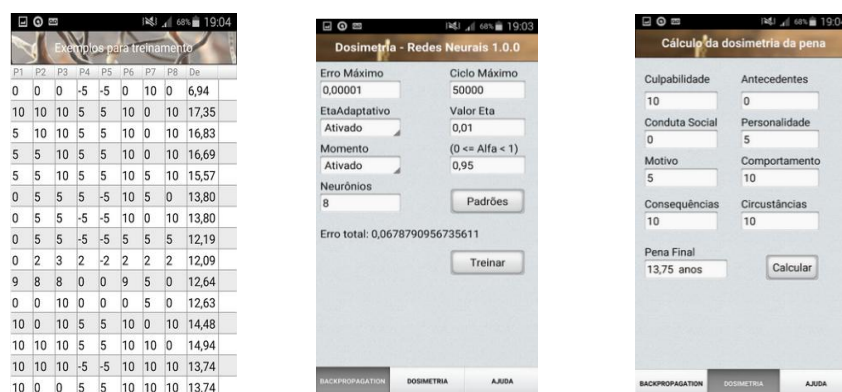 68% 19:04
Exemplos para treinamento
P1 P2 P3 P4 P5 P6 P7 P8 De
0 0 0 -5 -5 0 10 0 6,94
10 10 10 5 5 10 0 10 17,35
5 10 10 5 5 10 0 10 16,83
5 5 10 5 5 10 0 10 16,69
5 5 10 5 5 10 5 10 15,57
0 5 5 5 -5 10 5 0 13,80
0 5 5 -5 -5 10 0 10 13,80
0 5 5 -5 -5 5 5 5 12,19
0 2 3 2 -2 2 2 2 12,09
9 8 8 0 0 9 5 0 12,64
0 0 10 0 0 0 5 0 12,63
10 0 10 5 5 10 0 10 14,48
10 10 10 5 5 10 10 0 14,94
10 10 10 -5 -5 10 5 10 13,74
10 0 0 5 5 10 10 10 13,74
68% 19:03
Dosimetria - Redes Neurais 1.0.0
Erro Máximo Ciclo Máximo
0,00001 50000
EtaAdaptativo Valor Eta
Ativado 0,01
Momento (0 <= Alfa < 1)
Ativado 0,95
Neurônios
8 Padrões
Erro total: 0,0678790956735611
Treinar
BACKPROPAGATION DOSIMETRIA AJUDA
68% 19:04
Cálculo da dosimetria da pena
Culpabilidade Antecedentes
10 0
Conduta Social Personalidade
0 5
Motivo Comportamento
5 10
Consequências Circustâncias
10 10
Pena Final
13,75 anos Calcular
BACKPROPAGATION DOSIMETRIA AJUDA